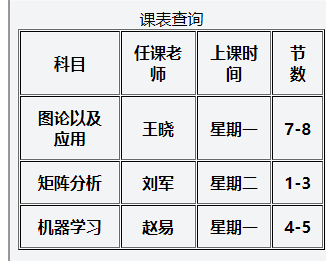 课表查询
科目 任课老师 上课时间 节数
图论以及应用 王晓 星期一 7-8
矩阵分析 刘军 星期二 1-3
机器学习 赵易 星期一 4-5